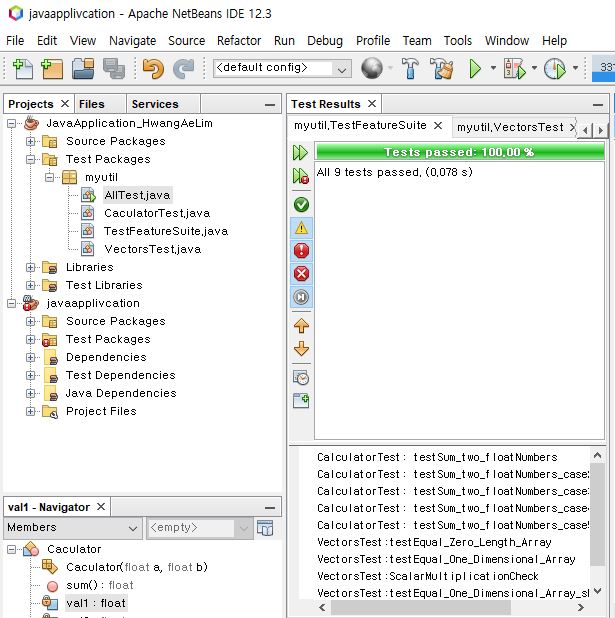 javaapplivcation - Apache NetBeans IDE 12.3
File Edit View Navigate Source Refactor Run Debug Profile Team Tools Window Help
<default config>
331
Projects Files Services
JavaApplication_HwangAeLim
Source Packages
Test Packages
myutil
AllTest,java
CaculatorTest,java
TestFeatureSuite,java
VectorsTest,java
Libraries
Test Libraries
javaapplivcation
Source Packages
Test Packages
Dependencies
Test Dependencies
Java Dependencies
Project Files
val1 - Navigator
Members <empty>
Caculator
Caculator(float a, float b)
sum() : float
val1 : float
Test Results
myutil,TestFeatureSuite myutil,VectorsTest
Tests passed: 100,00 %
All 9 tests passed, (0,078 s)
CalculatorTest: testSum_two_floatNumbers
CalculatorTest: testSum_two_floatNumbers_case
CalculatorTest: testSum_two_floatNumbers_case
CalculatorTest: testSum_two_floatNumbers_case
CalculatorTest: testSum_two_floatNumbers_case
VectorsTest:testEqual_Zero_Length_Array
VectorsTest:testEqual_One_Dimensional_Array
VectorsTest:ScalarMultiplicationCheck
VectorsTest:testEqual_One_Dimensional_Array_s